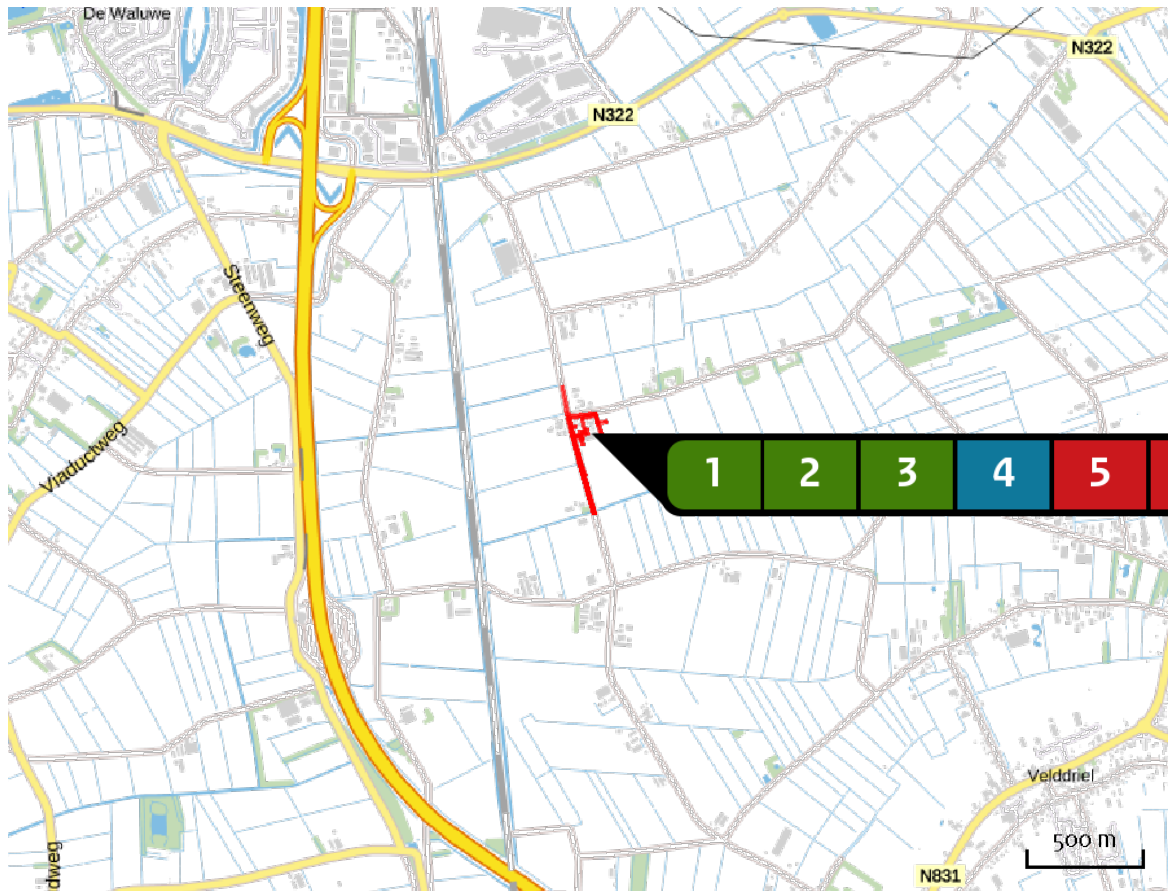 De Waluwe
N322
N322
Steenweg
Viaductweg
1 2 3 4 5
Velddriel
500 m
dweg
N831